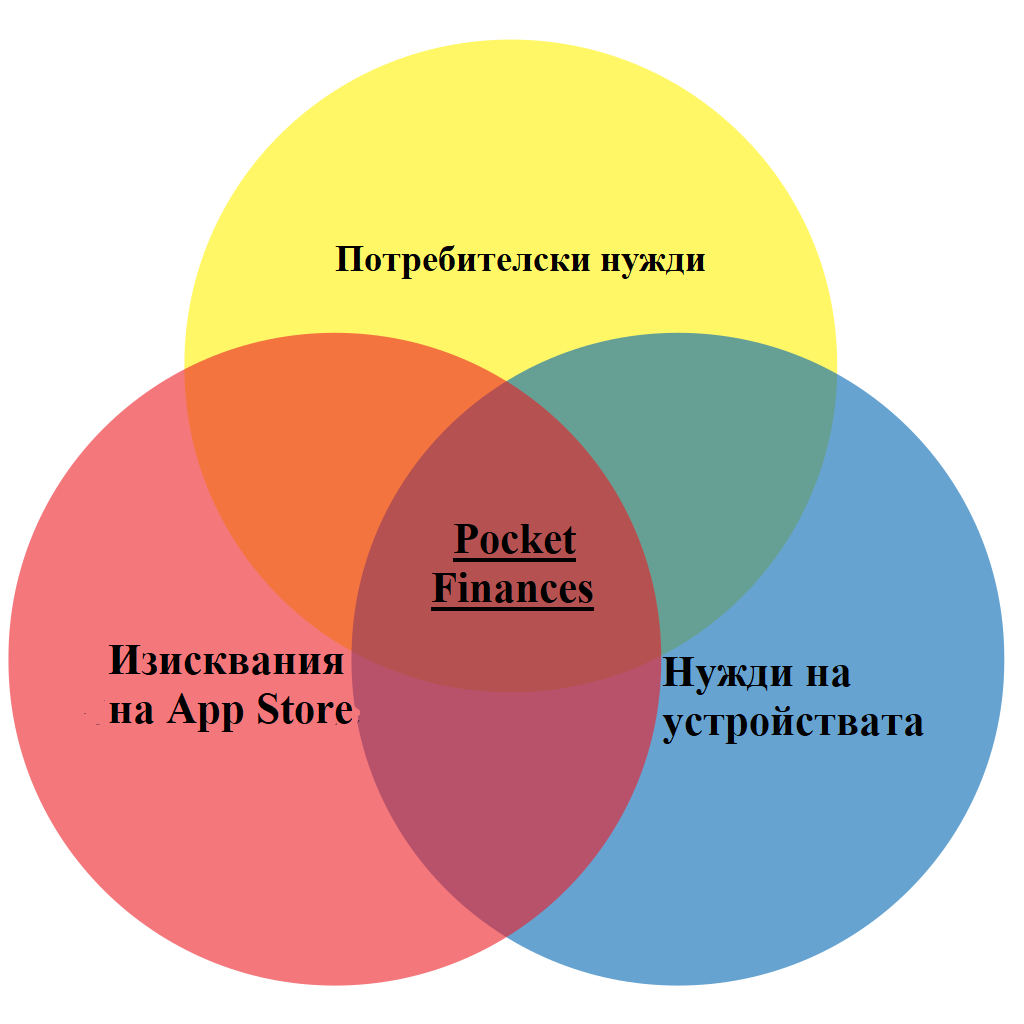 Потребителски нужди
Pocket
Finances
Изисквания
на App Store
Нужди на
устройствата